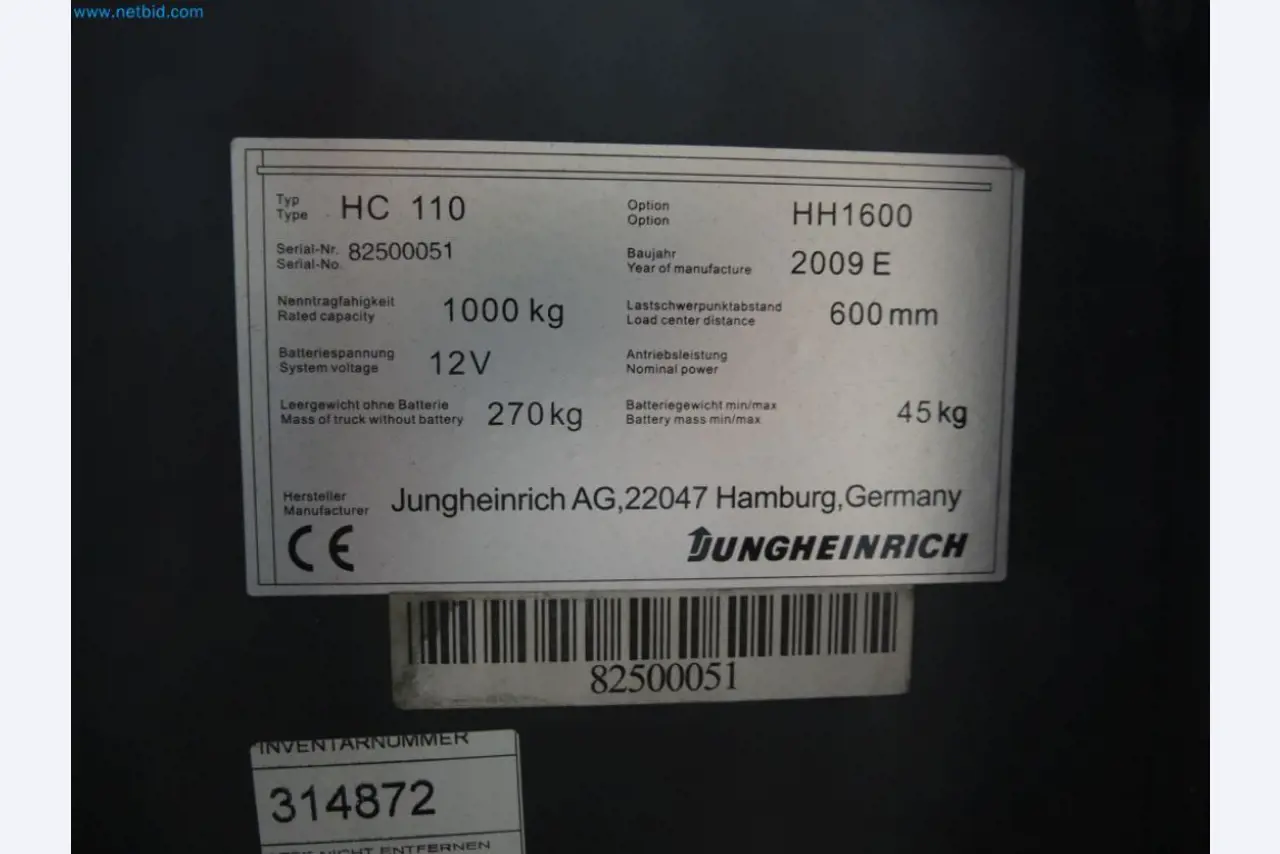 www.netbid.com
Typ
Type
HC 110
Option
Option
HH1600
Serial-Nr.
Serial-No.
82500051
Baujahr
Year of manufacture
2009 E
Nenntragfahigkeit
Rated capacity
1000 kg
Lastschwerpunktabstand
Load center distance
600 mm
Batteriespannung
System voltage
12V
Antriebsleistung
Nominal power
Leergewicht ohne Batterie
Mass of truck without battery
270 kg
Batteriegewicht min/max
Battery mass min/max
45 kg
Hersteller
Manufacturer
Jungheinrich AG,22047 Hamburg,Germany
CE
JUNGHEINRICH
82500051
INVENTARNUMMER
314872
NICHT ENTFERNEN